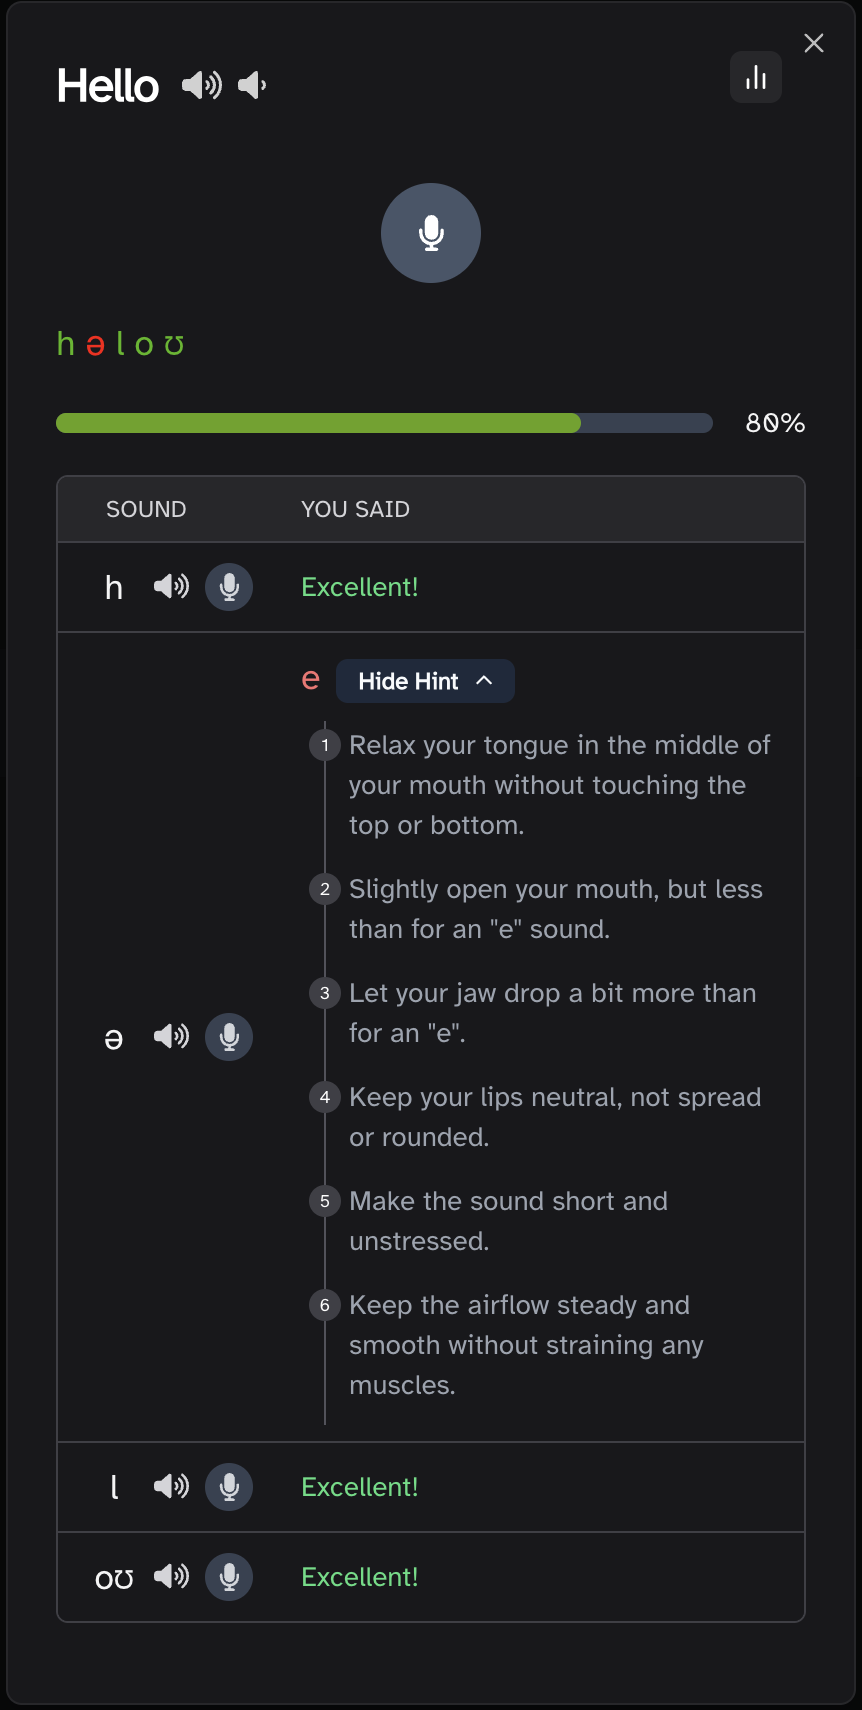 Hello
h ə l o ʊ
80%
SOUND YOU SAID
h Excellent!
e Hide Hint
1 Relax your tongue in the middle of
your mouth without touching the
top or bottom.
2 Slightly open your mouth, but less
than for an "e" sound.
3 Let your jaw drop a bit more than
for an "e".
ə
4 Keep your lips neutral, not spread
or rounded.
5 Make the sound short and
unstressed.
6 Keep the airflow steady and
smooth without straining any
muscles.
l Excellent!
oʊ Excellent!